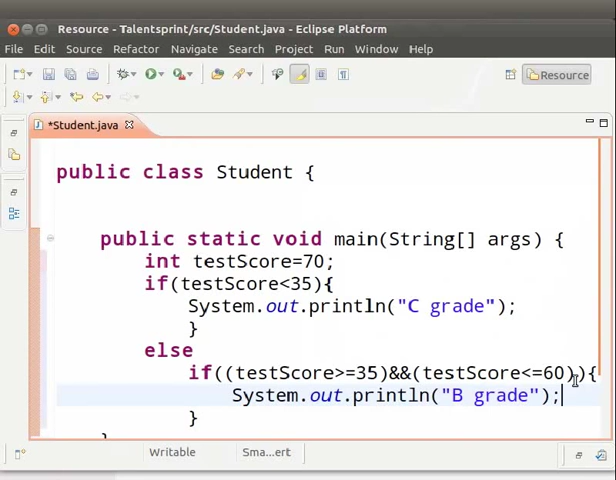 Resource - Talentsprint/src/Student.java - Eclipse Platform
File Edit Source Refactor Navigate Search Project Run Window Help
Resource
*Student.java
public class Student {
public static void main(String[] args) {
int testScore=70;
if(testScore<35){
System.out.println("C grade");
}
else
if((testScore>=35)&&(testScore<=60)){
System.out.println("B grade");
}
Writable Sma...ert